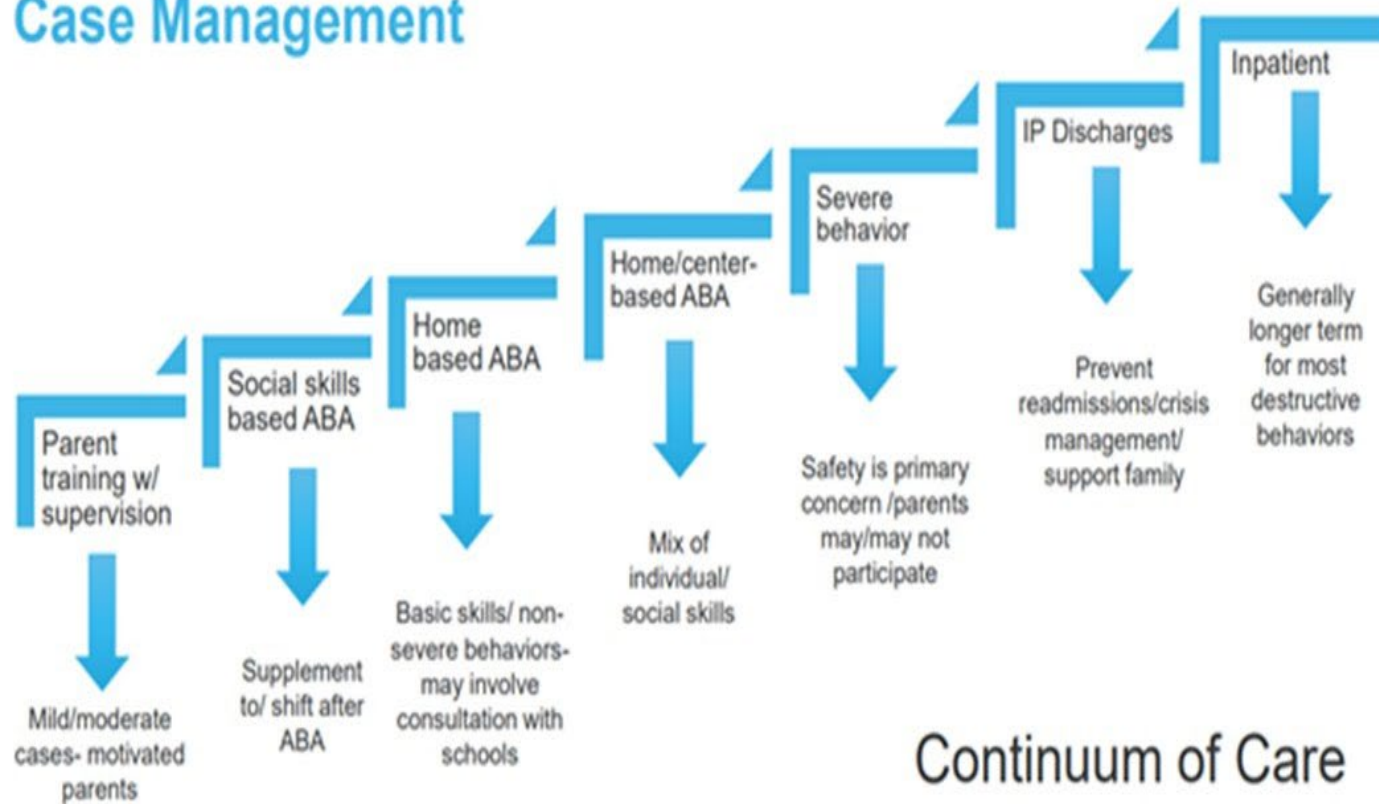 Case Management
Parent
training w/
supervision
Mild/moderate
cases- motivated
parents
Social skills
based ABA
Supplement
to/ shift after
ABA
Home
based ABA
Basic skills/ non-
severe behaviors-
may involve
consultation with
schools
Home/center-
based ABA
Mix of
individual/
social skills
Severe
behavior
Safety is primary
concern /parents
may/may not
participate
IP Discharges
Prevent
readmissions/crisis
management/
support family
Inpatient
Generally
longer term
for most
destructive
behaviors
Continuum of Care